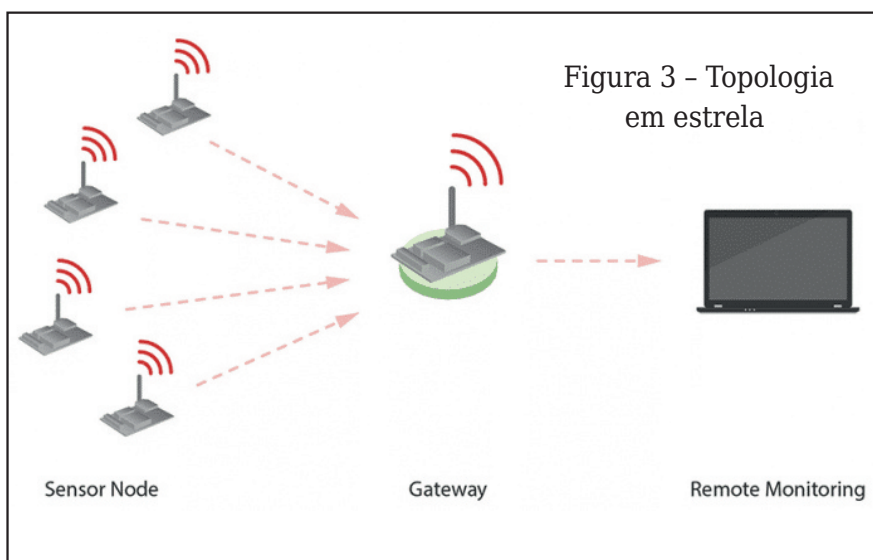 Figura 3 – Topologia
em estrela
Sensor Node
Gateway
Remote Monitoring